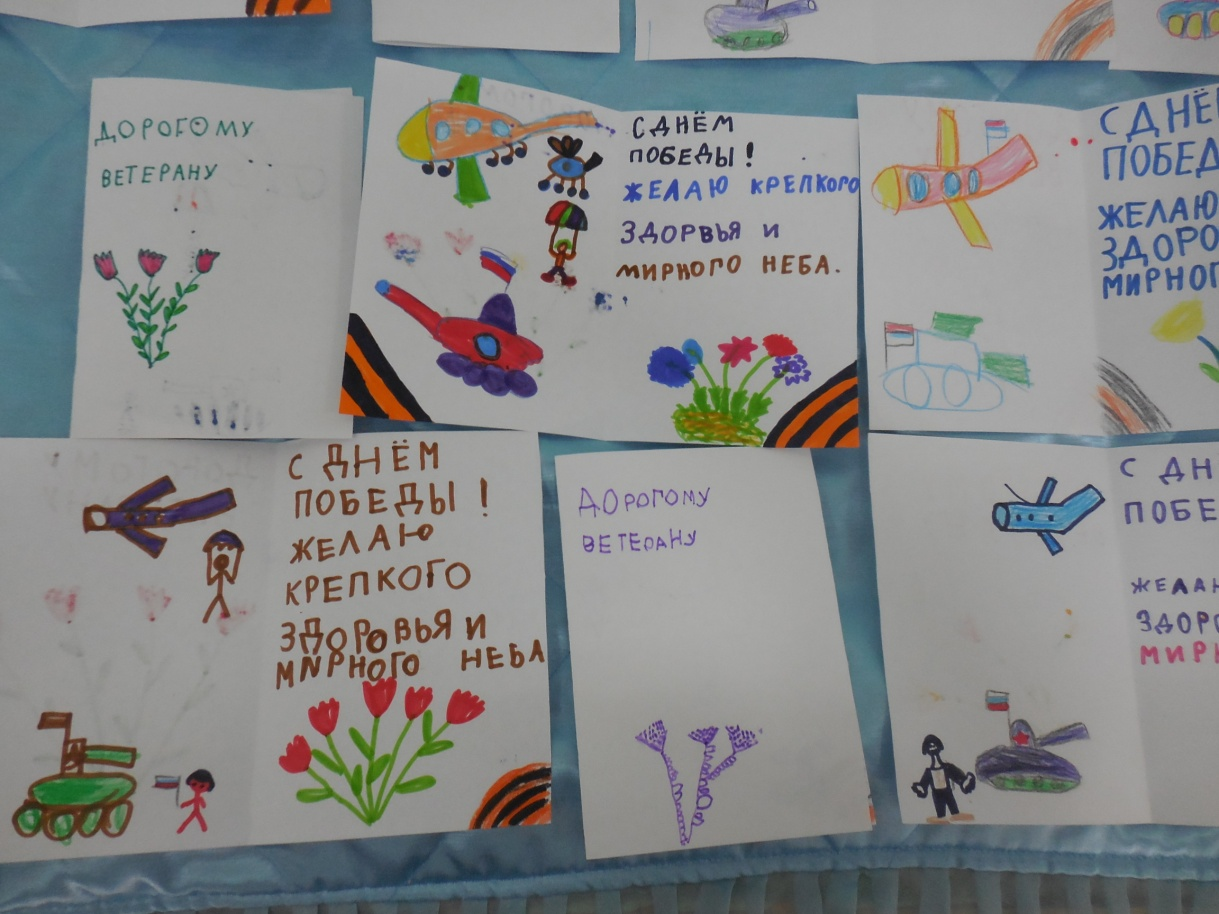 ДОРОГОМУ
ВЕТЕРАНУ
С ДНЁМ
ПОБЕДЫ!
ЖЕЛАЮ КРЕПКОГО
ЗДОРВЬЯ И
МИРНОГО НЕБА.
С ДНЁ
ПОБЕД
ЖЕЛАЮ
ЗДОРО
МИРНОГ
С ДНЁМ
ПОБЕДЫ!
ЖЕЛАЮ
КРЕПКОГО
ЗДОРОВЬЯ И
МИРНОГО НЕБА
ДОРОГОМУ
ВЕТЕРАНУ
С ДН
ПОБЕ
ЖЕЛАЮ
ЗДОРО
МИРН